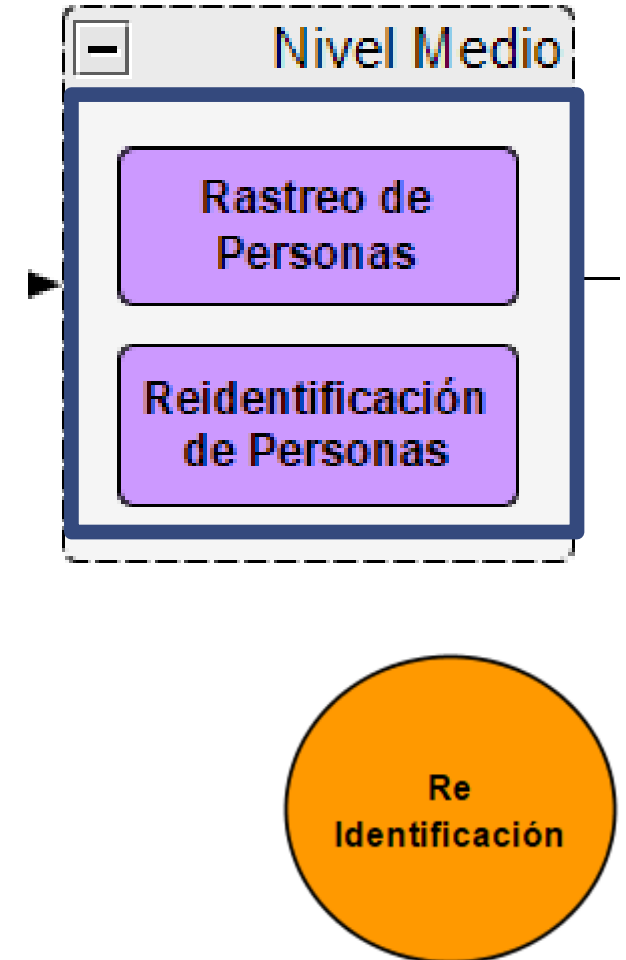 Nivel Medio
Rastreo de
Personas
Reidentificación
de Personas
Re
Identificación